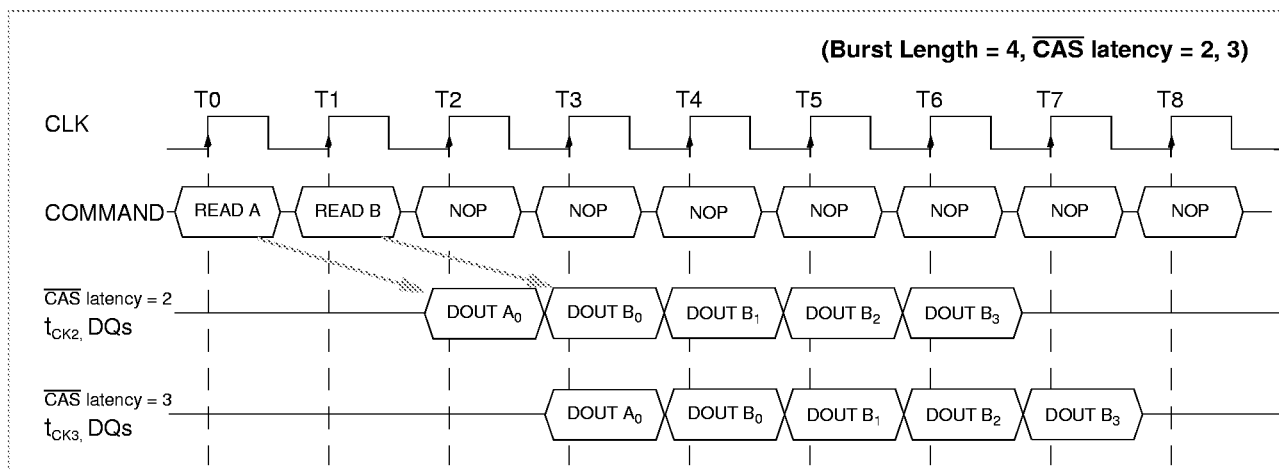 (Burst Length = 4, CAS latency = 2, 3)
T0 T1 T2 T3 T4 T5 T6 T7 T8
CLK
COMMAND READ A READ B NOP NOP NOP NOP NOP NOP NOP
CAS latency = 2
tCK2, DQs
DOUT A0 DOUT B0 DOUT B1 DOUT B2 DOUT B3
CAS latency = 3
tCK3, DQs
DOUT A0 DOUT B0 DOUT B1 DOUT B2 DOUT B3